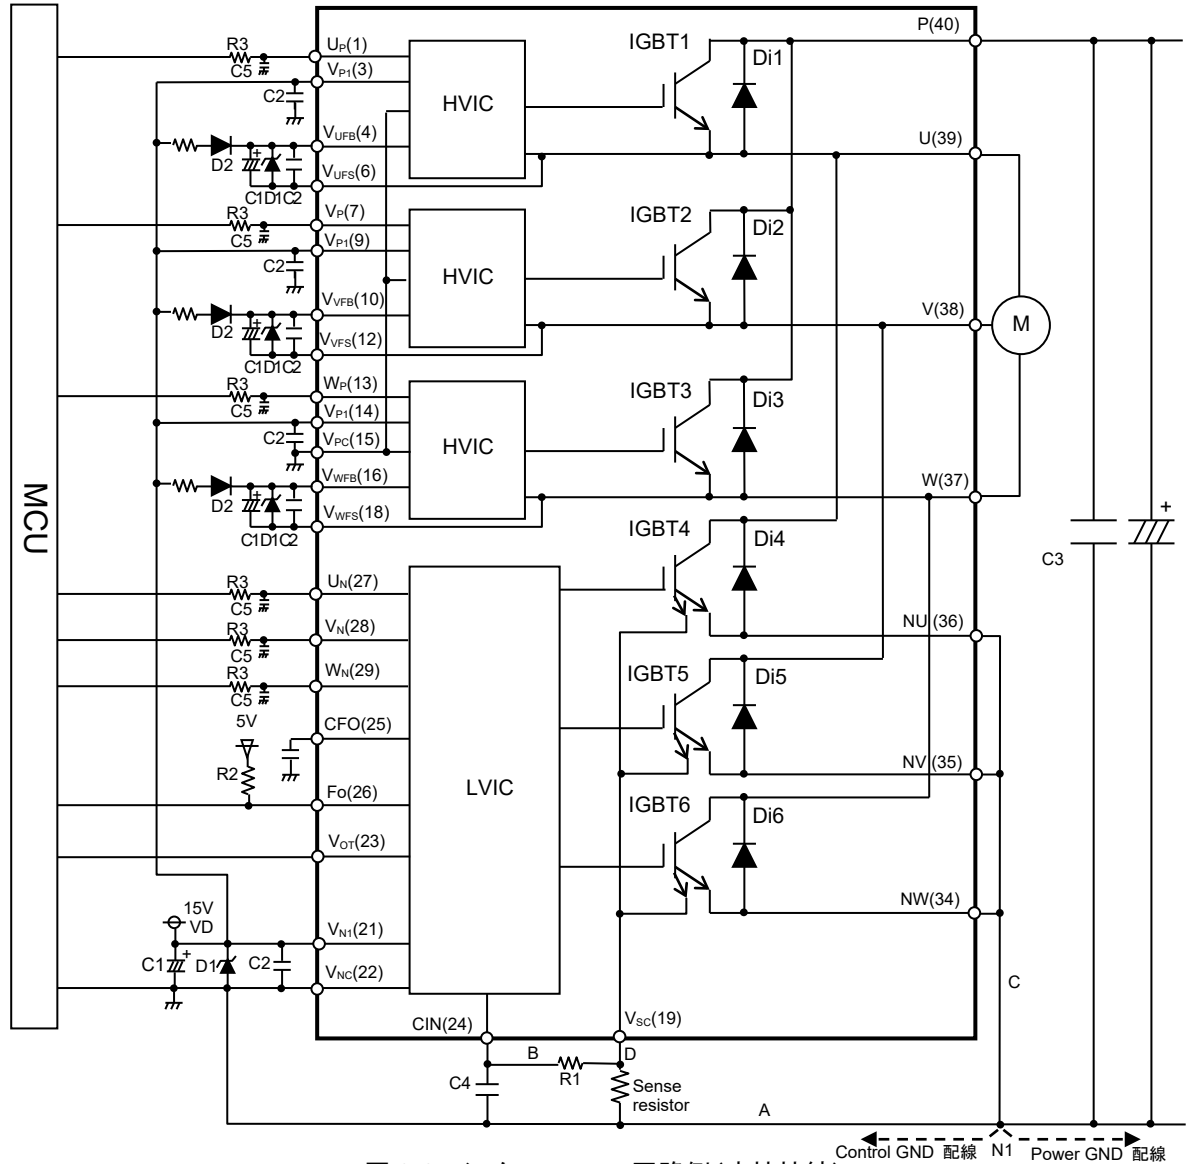 MCU
R3
C5
UP(1)
VP1(3)
C2
VUFB(4)
D2
VUFS(6)
C1D1C2
HVIC
IGBT1
Di1
P(40)
U(39)
R3
C5
VP(7)
VP1(9)
C2
VVFB(10)
D2
VVFS(12)
C1D1C2
HVIC
IGBT2
Di2
V(38)
M
R3
C5
WP(13)
VP1(14)
C2
VPC(15)
VWFB(16)
D2
VWFS(18)
C1D1C2
HVIC
IGBT3
Di3
W(37)
IGBT4
Di4
NU(36)
C3
+
R3
C5
UN(27)
R3
C5
VN(28)
R3
C5
WN(29)
5V
R2
CFO(25)
Fo(26)
VOT(23)
LVIC
IGBT5
Di5
NV(35)
IGBT6
Di6
NW(34)
15V
VD
C1
+
D1
C2
VN1(21)
VNC(22)
C
CIN(24)
VSC(19)
B
D
R1
C4
Sense
resistor
A
Control GND 配線
N1
Power GND 配線